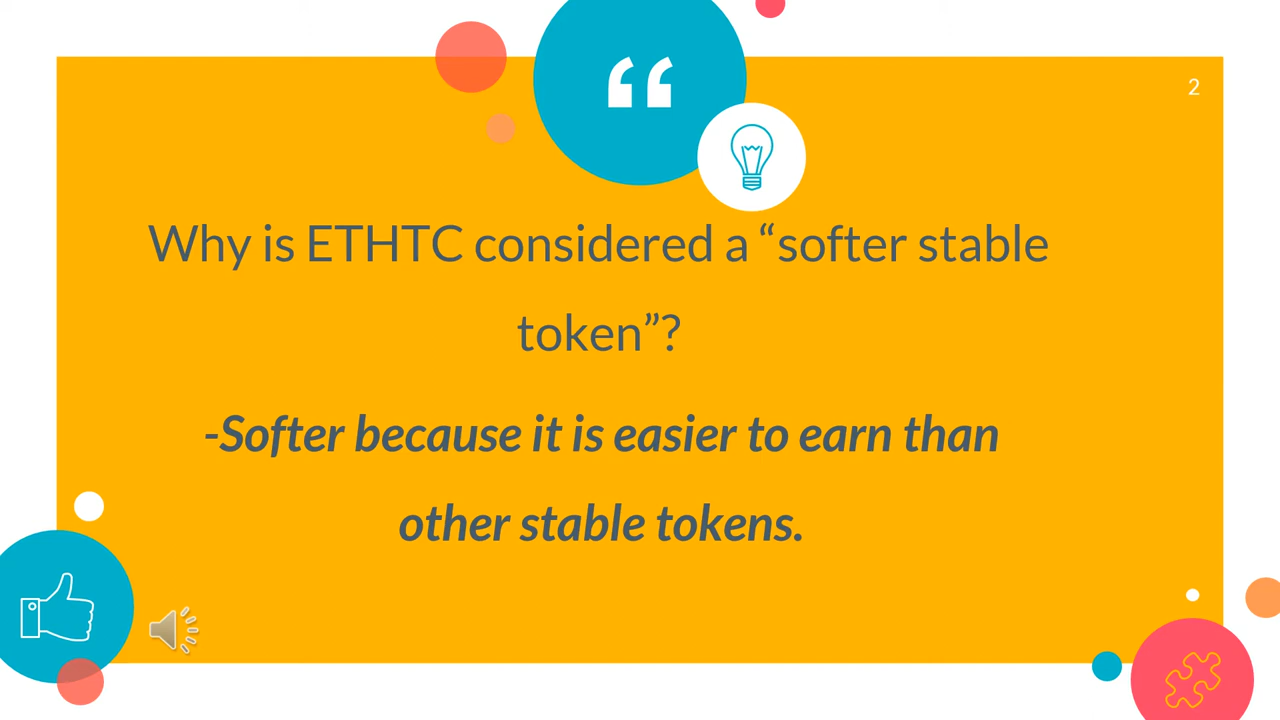 “
2
Why is ETHTC considered a “softer stable
token”?
-Softer because it is easier to earn than
other stable tokens.